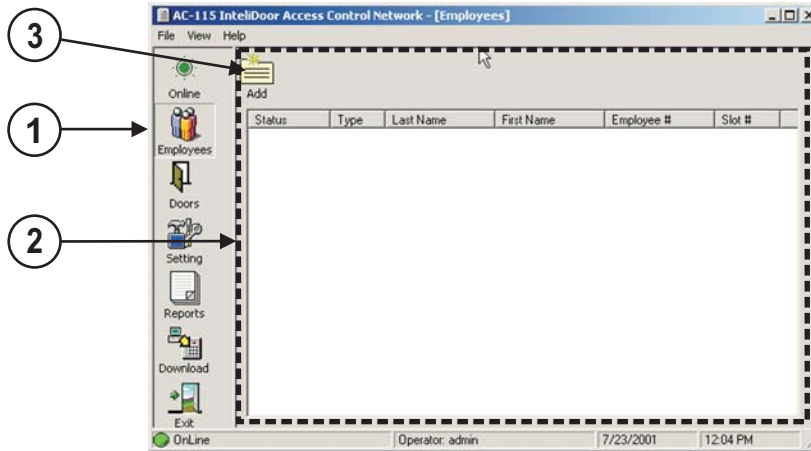 AC-115 InteliDoor Access Control Network - [Employees]
File View Help
3
Online
Add
1
Employees
Status Type Last Name First Name Employee # Slot #
Doors
2
Setting
Reports
Download
Exit
OnLine Operator: admin 7/23/2001 12:04 PM